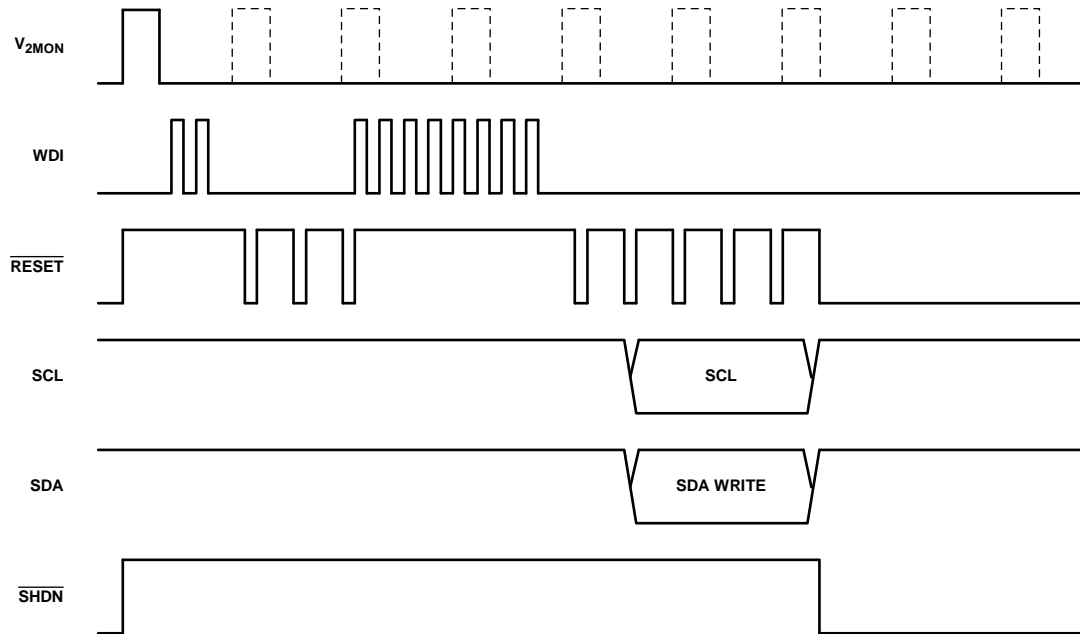 V2MON
WDI
RESET
SCL
SCL
SDA
SDA WRITE
SHDN